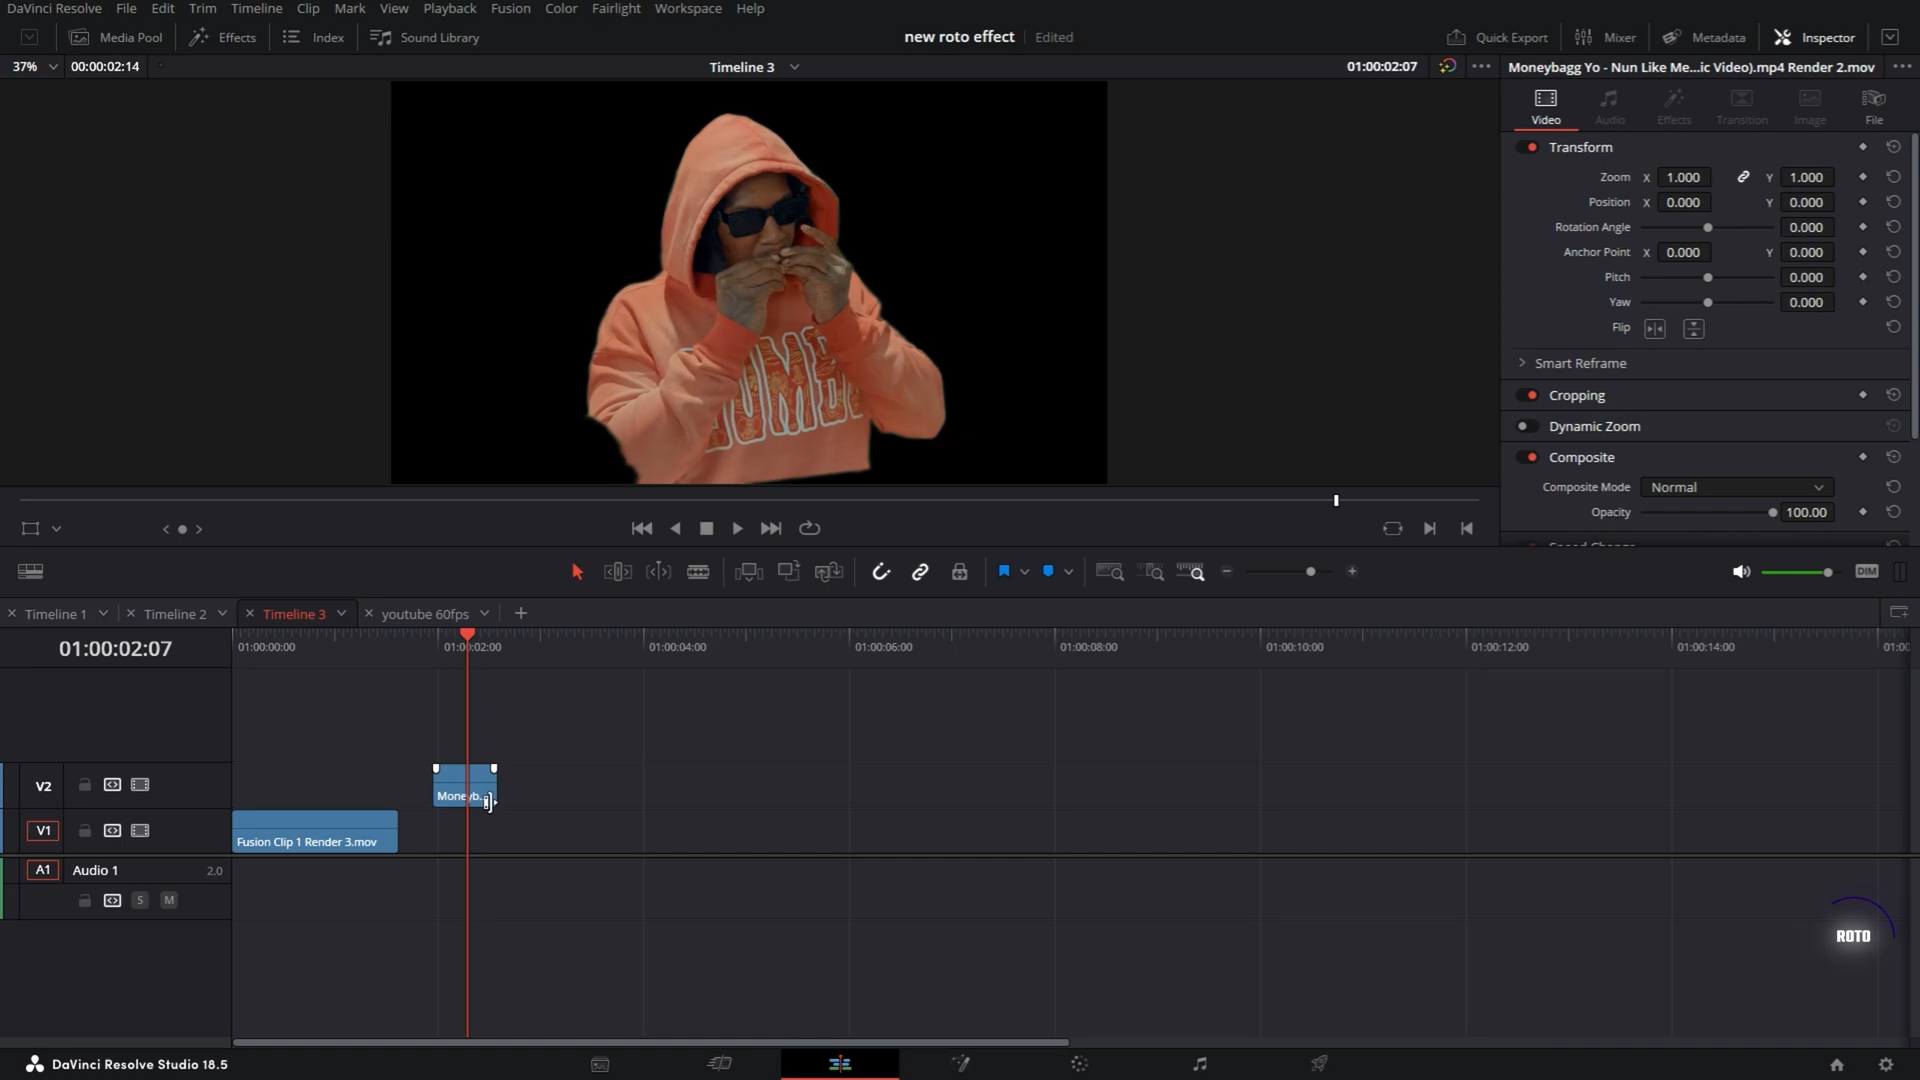 DaVinci Resolve File Edit Trim Timeline Clip Mark View Playback Fusion Color Fairlight Workspace Help
Media Pool Effects Index Sound Library new roto effect Edited Quick Export Mixer Metadata Inspector
37% 00:00:02:14 Timeline 3 01:00:02:07 Moneybagg Yo - Nun Like Me...ic Video).mp4 Render 2.mov
Video Audio Effects Transition Image File
Transform
Zoom X 1.000 Y 1.000
Position X 0.000 Y 0.000
Rotation Angle 0.000
Anchor Point X 0.000 Y 0.000
Pitch 0.000
Yaw 0.000
Flip
Smart Reframe
Cropping
Dynamic Zoom
Composite
Composite Mode Normal
Opacity 100.00
DIM
Timeline 1 Timeline 2 Timeline 3 youtube 60fps
01:00:02:07 01:00:00:00 01:00:02:00 01:00:04:00 01:00:06:00 01:00:08:00 01:00:10:00 01:00:12:00 01:00:14:00
V2
Moneyb...
V1
Fusion Clip 1 Render 3.mov
A1 Audio 1 2.0
S M
ROTO
DaVinci Resolve Studio 18.5